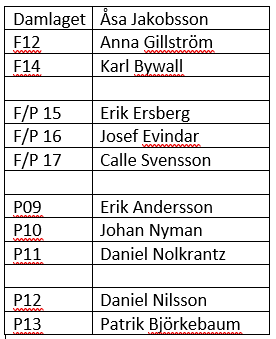 Damlaget Åsa Jakobsson
F12 Anna Gillström
F14 Karl Bywall
F/P 15 Erik Ersberg
F/P 16 Josef Evindar
F/P 17 Calle Svensson
P09 Erik Andersson
P10 Johan Nyman
P11 Daniel Nolkrantz
P12 Daniel Nilsson
P13 Patrik Björkebaum